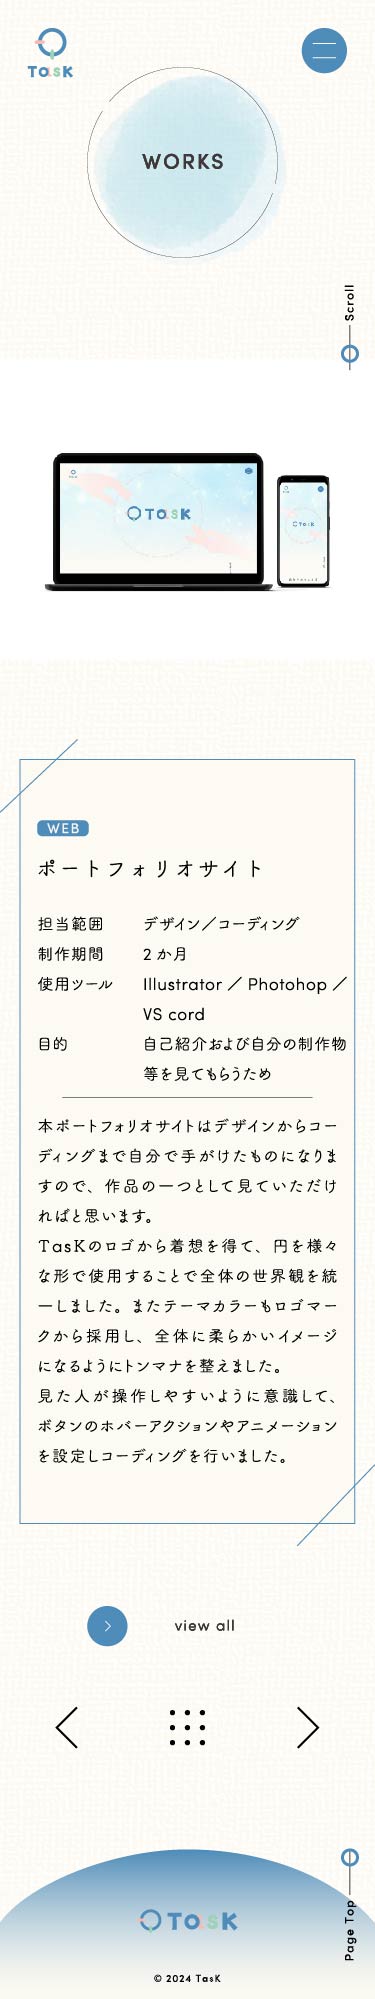 TasK
WORKS
Scroll
TasK
TasK
WEB
ポートフォリオサイト
担当範囲 デザイン／コーディング
制作期間 2か月
使用ツール Illustrator ／ Photohop ／
VS cord
目的 自己紹介および自分の制作物
等を見てもらうため
本ポートフォリオサイトはデザインからコー
ディングまで自分で手がけたものになりま
すので、作品の一つとして見ていただけ
ればと思います。
TasKのロゴから着想を得て、円を様々
な形で使用することで全体の世界観を統
一しました。またテーマカラーもロゴマー
クから採用し、全体に柔らかいイメージ
になるようにトンマナを整えました。
見た人が操作しやすいように意識して、
ボタンのホバーアクションやアニメーション
を設定しコーディングを行いました。
view all
Page Top
TasK
© 2024 TasK